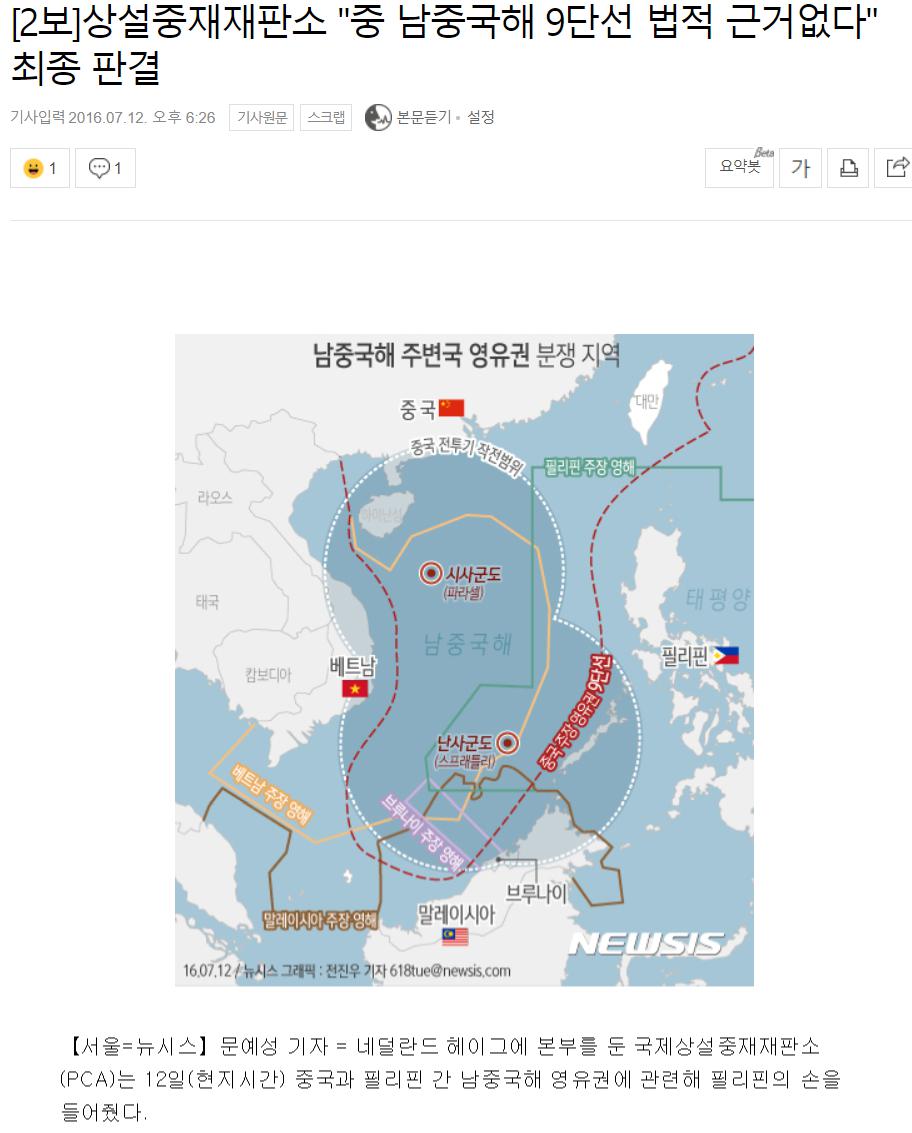 [2보]상설중재재판소 "중 남중국해 9단선 법적 근거없다"
최종 판결
기사입력 2016.07.12. 오후 6:26 기사원문 스크랩 본문듣기 · 설정
1 1 요약봇 Beta 가
남중국해 주변국 영유권 분쟁 지역
중국
대만
중국 전투기 작전범위
필리핀 주장 영해
라오스
하이난성
시사군도
(파라셀)
태국
태평양
남중국해
필리핀
베트남
캄보디아
중국 주장 영유권 9단선
난사군도
(스프래틀리)
베트남 주장 영해
브루나이 주장 영해
브루나이
말레이시아 주장 영해
말레이시아
NEWSIS
16.07.12 / 뉴시스 그래픽 : 전진우 기자 618tue@newsis.com
【서울=뉴시스】문예성 기자 = 네덜란드 헤이그에 본부를 둔 국제상설중재재판소
(PCA)는 12일(현지시간) 중국과 필리핀 간 남중국해 영유권에 관련해 필리핀의 손을
들어줬다.